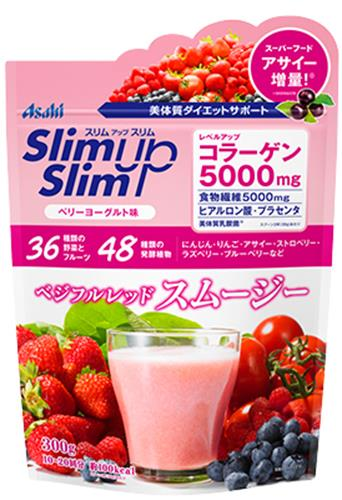 スーパーフード
アサイー
増量!
Asahi
美体質ダイエットサポート
スリム アップ スリム
Slim up
Slim
ベリーヨーグルト味
レベルアップ
コラーゲン
5000mg
食物繊維5000mg
ヒアルロン酸・プラセンタ
美体質乳酸菌
36 種類の野菜とフルーツ
48 種類の発酵植物
にんじん・りんご・アサイー・ストロベリー・
ラズベリー・ブルーベリーなど
ベジフルレッド スムージー
300g
10~20回分 約100kcal